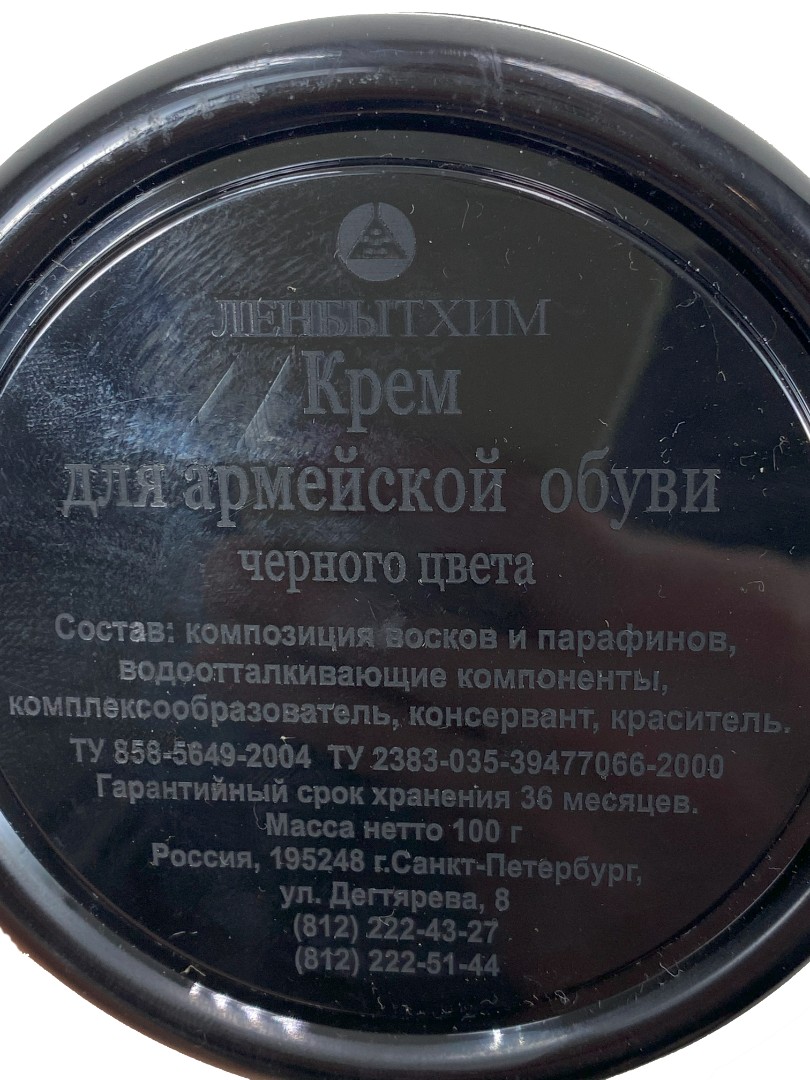 ЛЕНБЫТХИМ
Крем
для армейской обуви
черного цвета
Состав: композиция восков и парафинов,
водоотталкивающие компоненты,
комплексообразователь, консервант, краситель.
ТУ 858-5649-2004 ТУ 2383-035-39477066-2000
Гарантийный срок хранения 36 месяцев.
Масса нетто 100 г
Россия, 195248 г.Санкт-Петербург,
ул. Дегтярева, 8
(812) 222-43-27
(812) 222-51-44